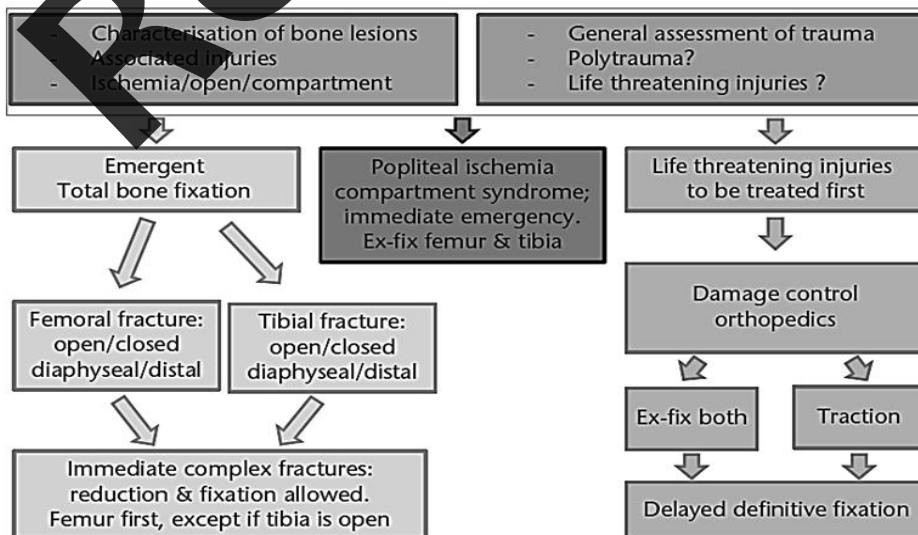 - Characterisation of bone lesions
- Associated injuries
- Ischemia/open/compartment
- General assessment of trauma
- Polytrauma?
- Life threatening injuries ?
Emergent
Total bone fixation
Popliteal ischemia
compartment syndrome;
immediate emergency.
Ex-fix femur & tibia
Life threatening injuries
to be treated first
Femoral fracture:
open/closed
diaphyseal/distal
Tibial fracture:
open/closed
diaphyseal/distal
Damage control
orthopedics
Ex-fix both
Traction
Immediate complex fractures:
reduction & fixation allowed.
Femur first, except if tibia is open
Delayed definitive fixation